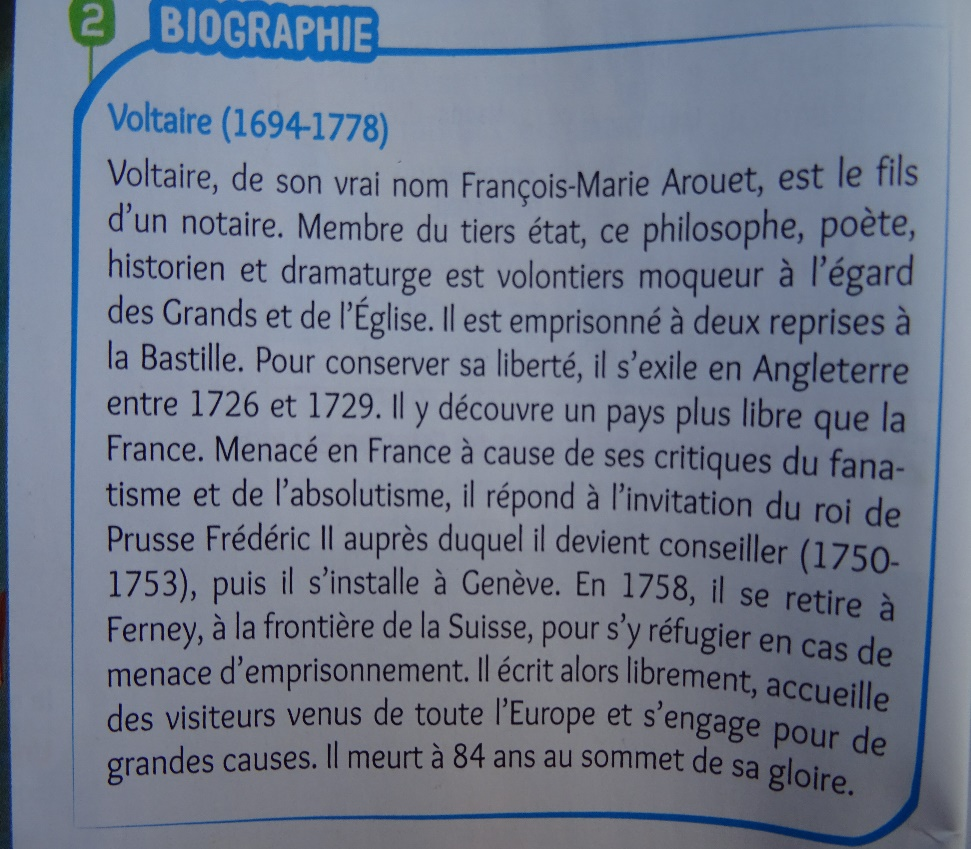 2
BIOGRAPHIE
Voltaire (1694-1778)
Voltaire, de son vrai nom François-Marie Arouet, est le fils
d'un notaire. Membre du tiers état, ce philosophe, poète,
historien et dramaturge est volontiers moqueur à l'égard
des Grands et de l'Église. Il est emprisonné à deux reprises à
la Bastille. Pour conserver sa liberté, il s'exile en Angleterre
entre 1726 et 1729. Il y découvre un pays plus libre que la
France. Menacé en France à cause de ses critiques du fana-
tisme et de l'absolutisme, il répond à l'invitation du roi de
Prusse Frédéric II auprès duquel il devient conseiller (1750-
1753), puis il s'installe à Genève. En 1758, il se retire à
Ferney, à la frontière de la Suisse, pour s'y réfugier en cas de
menace d'emprisonnement. Il écrit alors librement, accueille
des visiteurs venus de toute l'Europe et s'engage pour de
grandes causes. Il meurt à 84 ans au sommet de sa gloire.